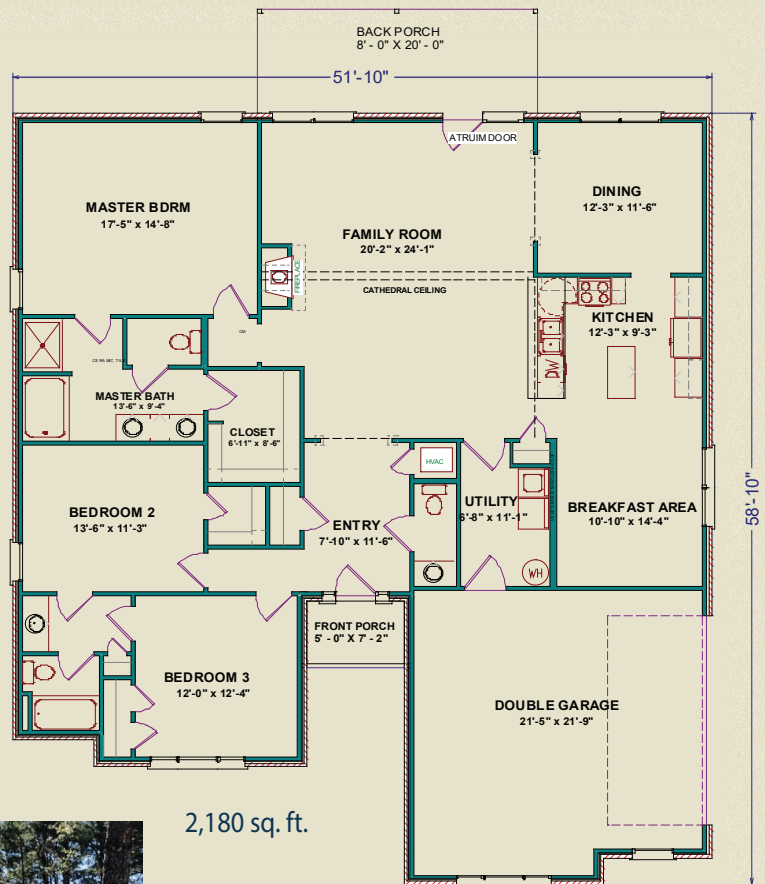 BACK PORCH
8' - 0" X 20' - 0"
51'-10"
ATRUIM DOOR
MASTER BDRM
17'-5" x 14'-8"
FAMILY ROOM
20'-2" x 24'-1"
DINING
12'-3" x 11'-6"
FIREPLACE
CATHEDRAL CEILING
KITCHEN
12'-3" x 9'-3"
DW
CERAMIC TILE
MASTER BATH
13'-6" x 9'-4"
CLOSET
6'-11" x 8'-6"
HVAC
BEDROOM 2
13'-6" x 11'-3"
ENTRY
7'-10" x 11'-6"
UTILITY
6'-8" x 11'-1"
BREAKFAST AREA
10'-10" x 14'-4"
58'-10"
WH
FRONT PORCH
5' - 0" X 7' - 2"
BEDROOM 3
12'-0" x 12'-4"
DOUBLE GARAGE
21'-5" x 21'-9"
2,180 sq. ft.